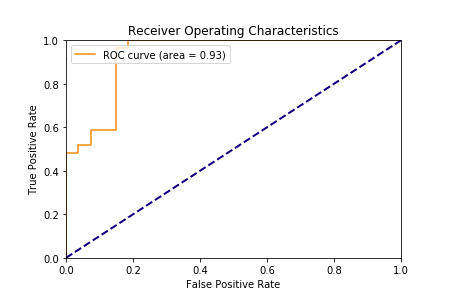 Receiver Operating Characteristics
1.0
ROC curve (area = 0.93)
0.8
0.6
True Positive Rate
0.4
0.2
0.0
0.0 0.2 0.4 0.6 0.8 1.0
False Positive Rate